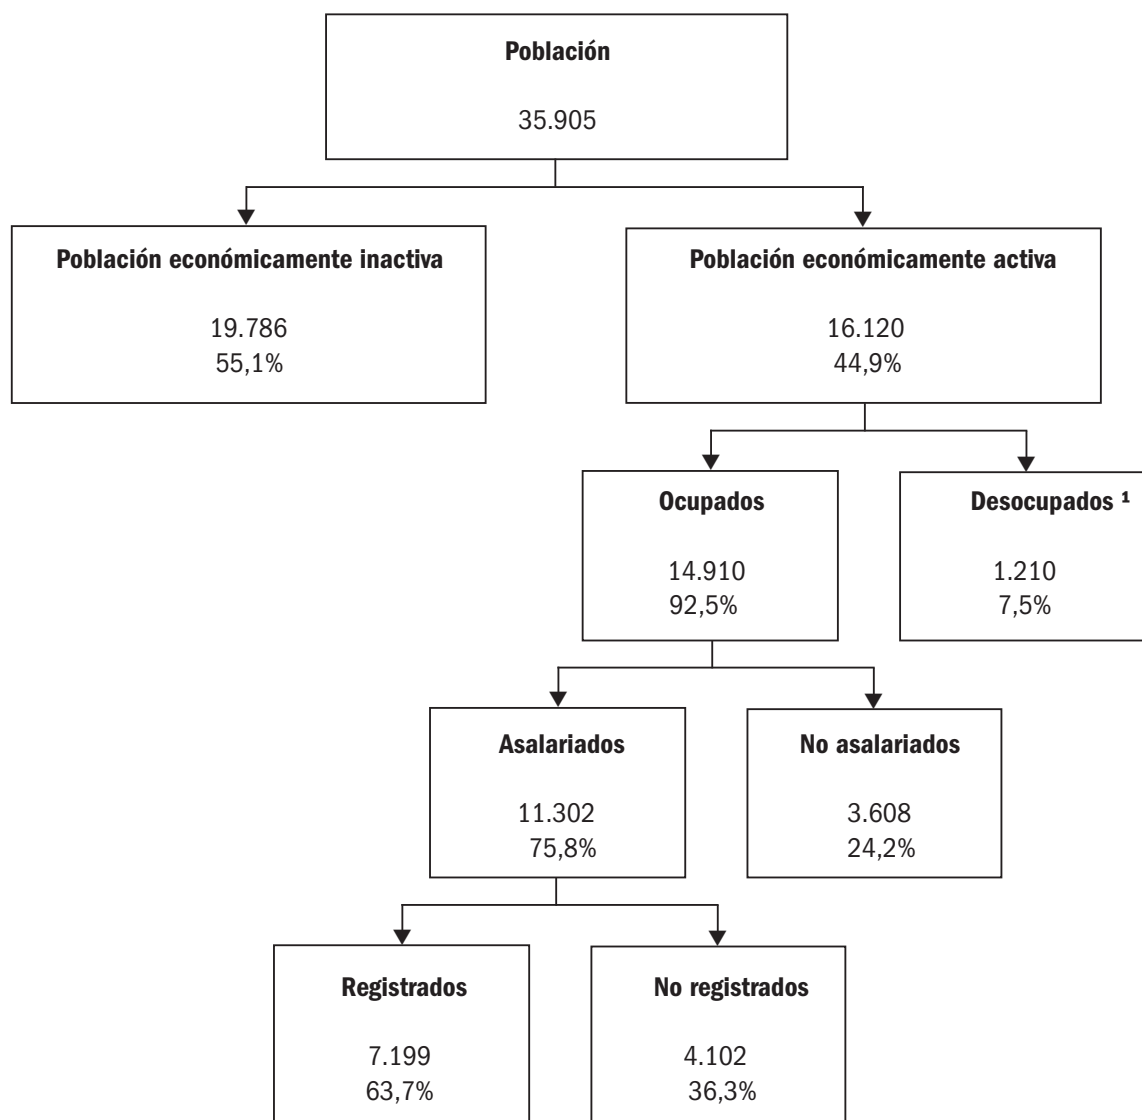 Población
35.905
Población económicamente inactiva
19.786
55,1%
Población económicamente activa
16.120
44,9%
Ocupados
14.910
92,5%
Desocupados ¹
1.210
7,5%
Asalariados
11.302
75,8%
No asalariados
3.608
24,2%
Registrados
7.199
63,7%
No registrados
4.102
36,3%